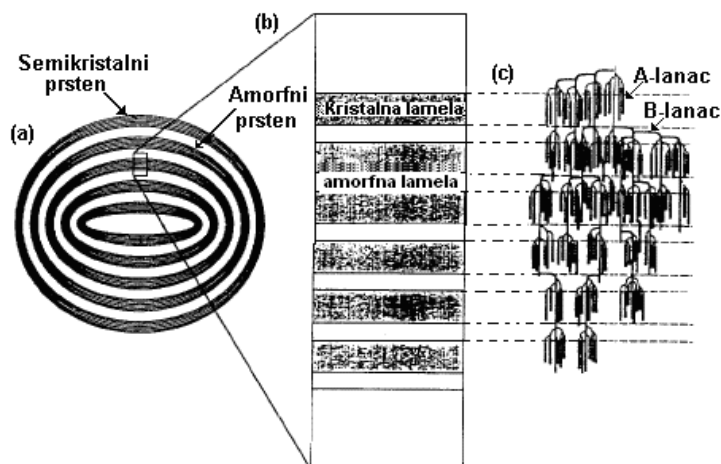 (b)
Semikristalni
prsten
(a)
Amorfni
prsten
Kristalna lamela
amorfna lamela
(c)
A-lanac
B-lanac